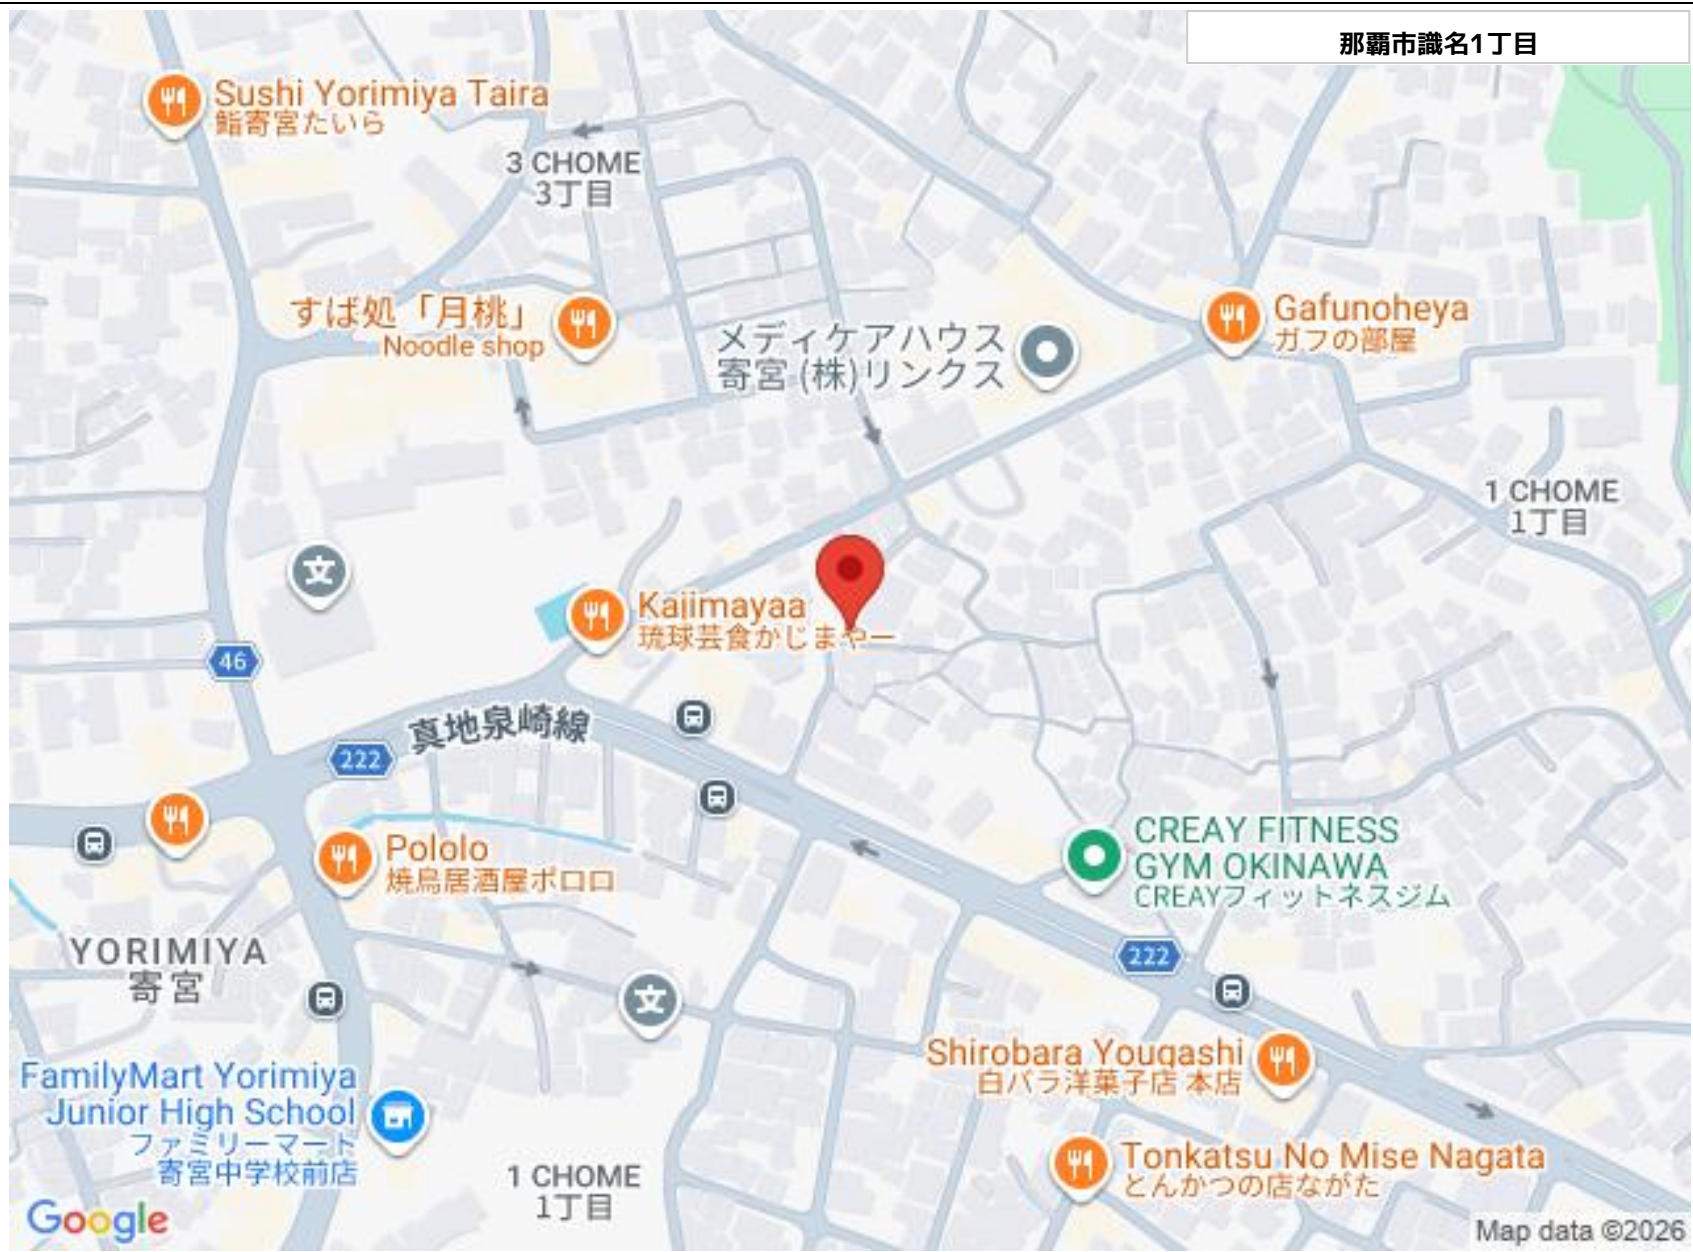 那覇市識名1丁目
Sushi Yorimiya Taira
鮨寄宮たいら
3 CHOME
3丁目
すば処「月桃」
Noodle shop
メディケアハウス
寄宮 (株)リンクス
Gafunoheya
ガフの部屋
1 CHOME
1丁目
文
Kajimayaa
琉球芸食かじまやー
46
真地泉崎線
222
Pololo
焼鳥居酒屋ポロロ
CREAY FITNESS
GYM OKINAWA
CREAYフィットネスジム
YORIMIYA
寄宮
222
文
Shirobara Yougashi
白バラ洋菓子店 本店
FamilyMart Yorimiya
Junior High School
ファミリーマート
寄宮中学校前店
Tonkatsu No Mise Nagata
とんかつの店ながた
1 CHOME
1丁目
Google
Map data ©2026